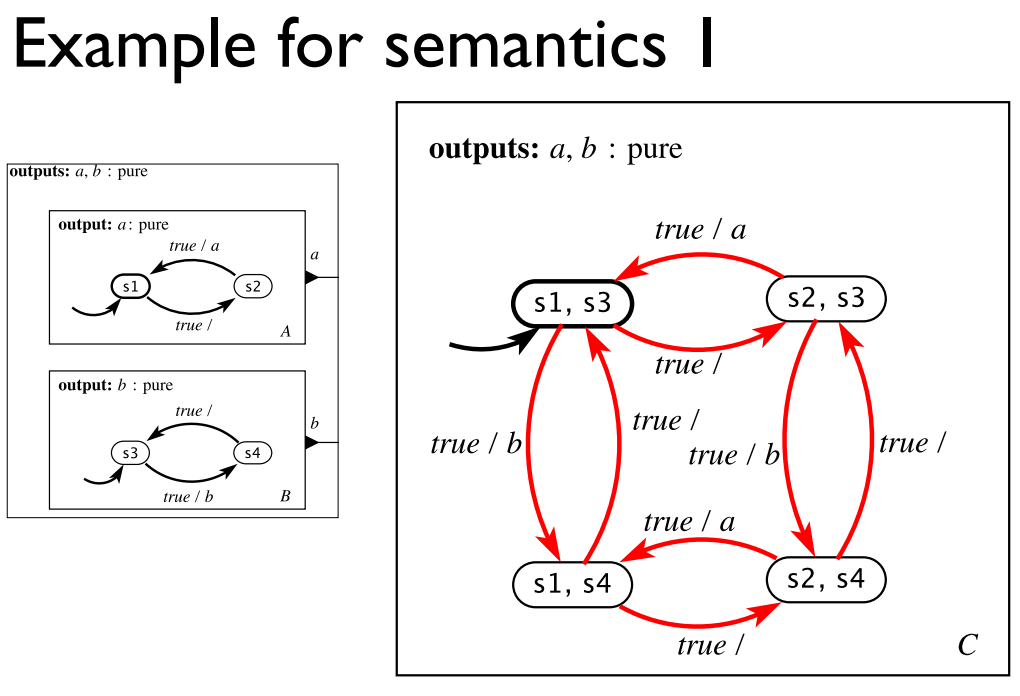 Example for semantics 1
outputs: a, b : pure
output: a: pure
true / a
a
s1
s2
true /
A
output: b : pure
true /
b
s3
s4
true / b
B
outputs: a, b : pure
true / a
s1, s3
s2, s3
true /
true /
true / b
true / b
true /
true / a
s1, s4
s2, s4
true /
C